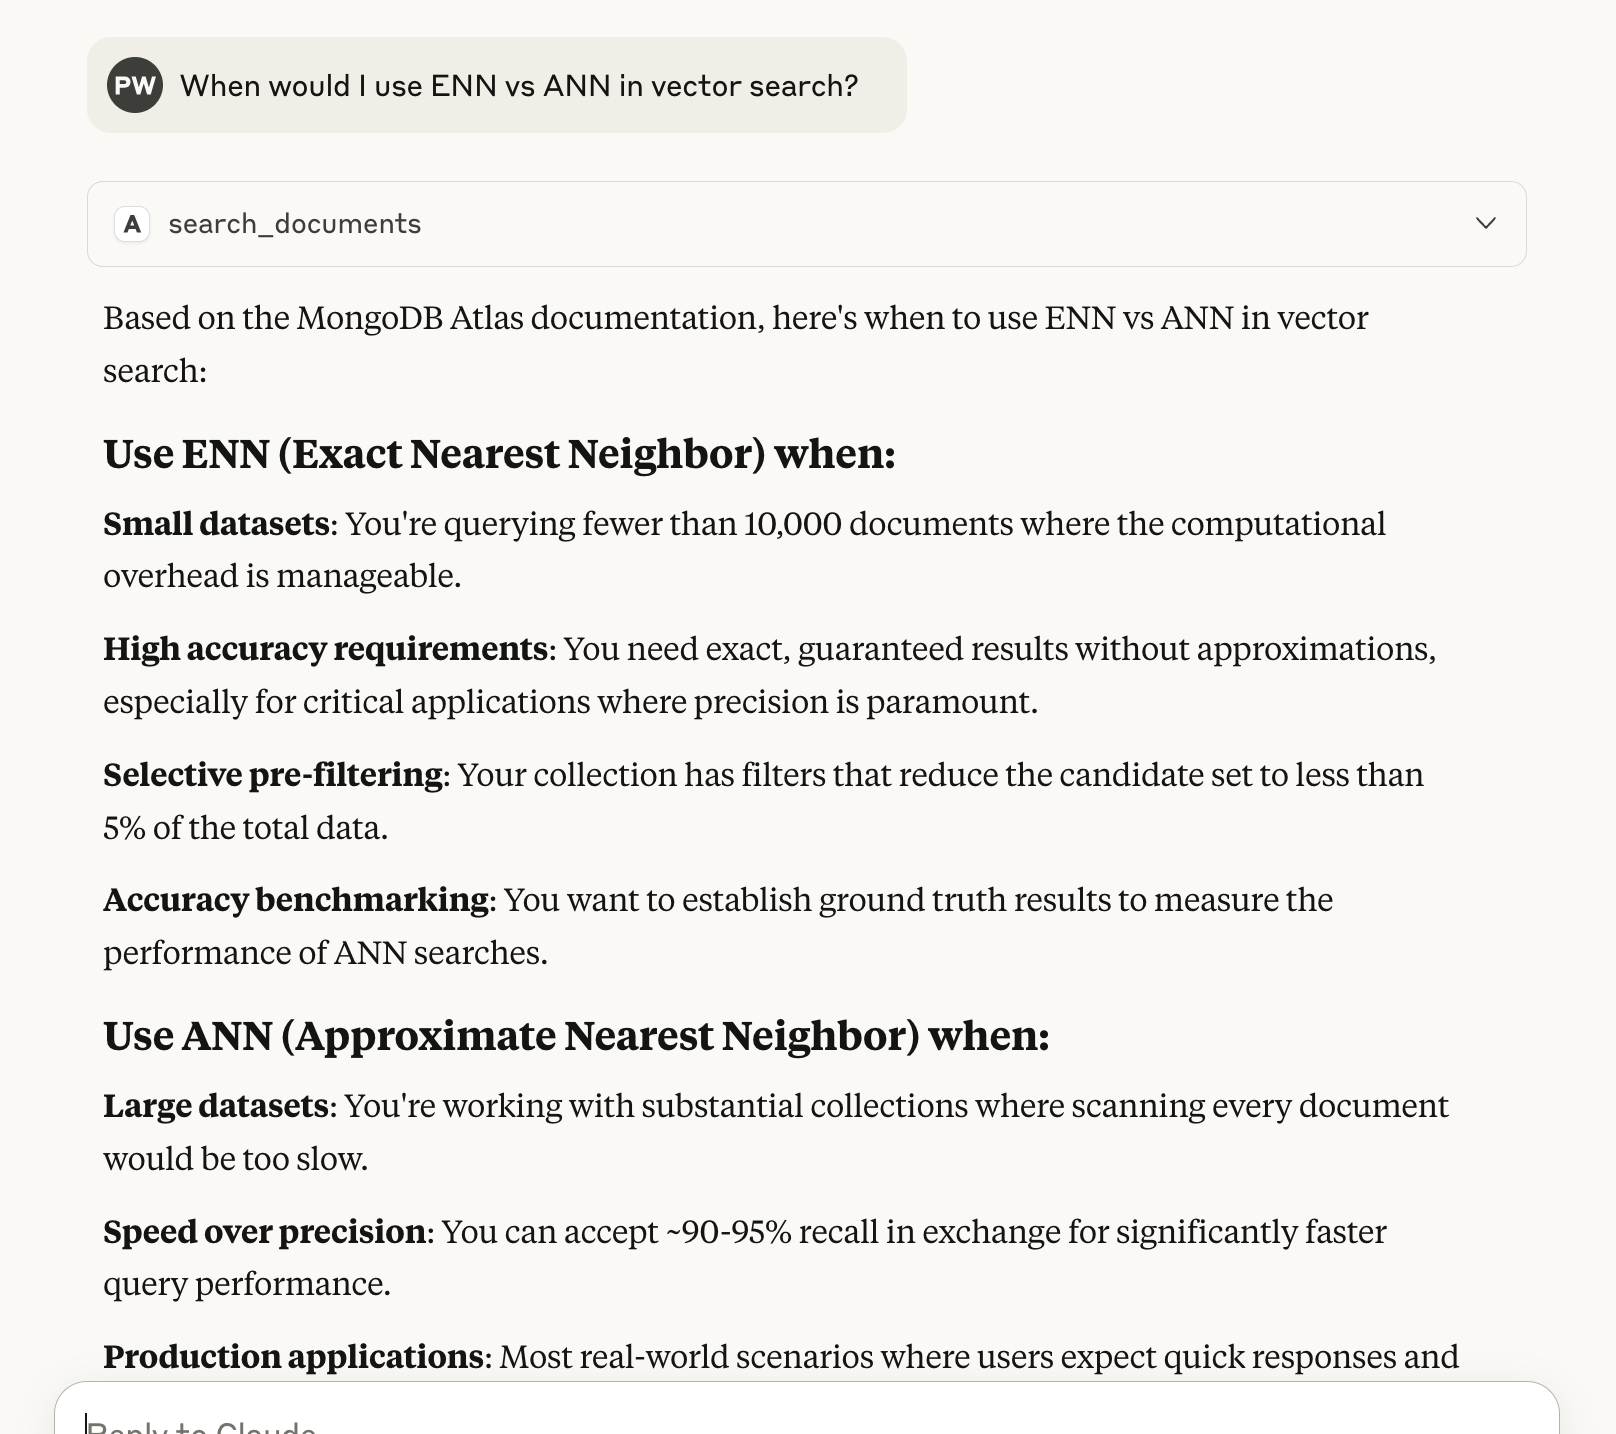 PW
When would I use ENN vs ANN in vector search?
A
search_documents
Based on the MongoDB Atlas documentation, here's when to use ENN vs ANN in vector
search:
Use ENN (Exact Nearest Neighbor) when:
Small datasets: You're querying fewer than 10,000 documents where the computational
overhead is manageable.
High accuracy requirements: You need exact, guaranteed results without approximations,
especially for critical applications where precision is paramount.
Selective pre-filtering: Your collection has filters that reduce the candidate set to less than
5% of the total data.
Accuracy benchmarking: You want to establish ground truth results to measure the
performance of ANN searches.
Use ANN (Approximate Nearest Neighbor) when:
Large datasets: You're working with substantial collections where scanning every document
would be too slow.
Speed over precision: You can accept ~90-95% recall in exchange for significantly faster
query performance.
Production applications: Most real-world scenarios where users expect quick responses and
Reply to Claude